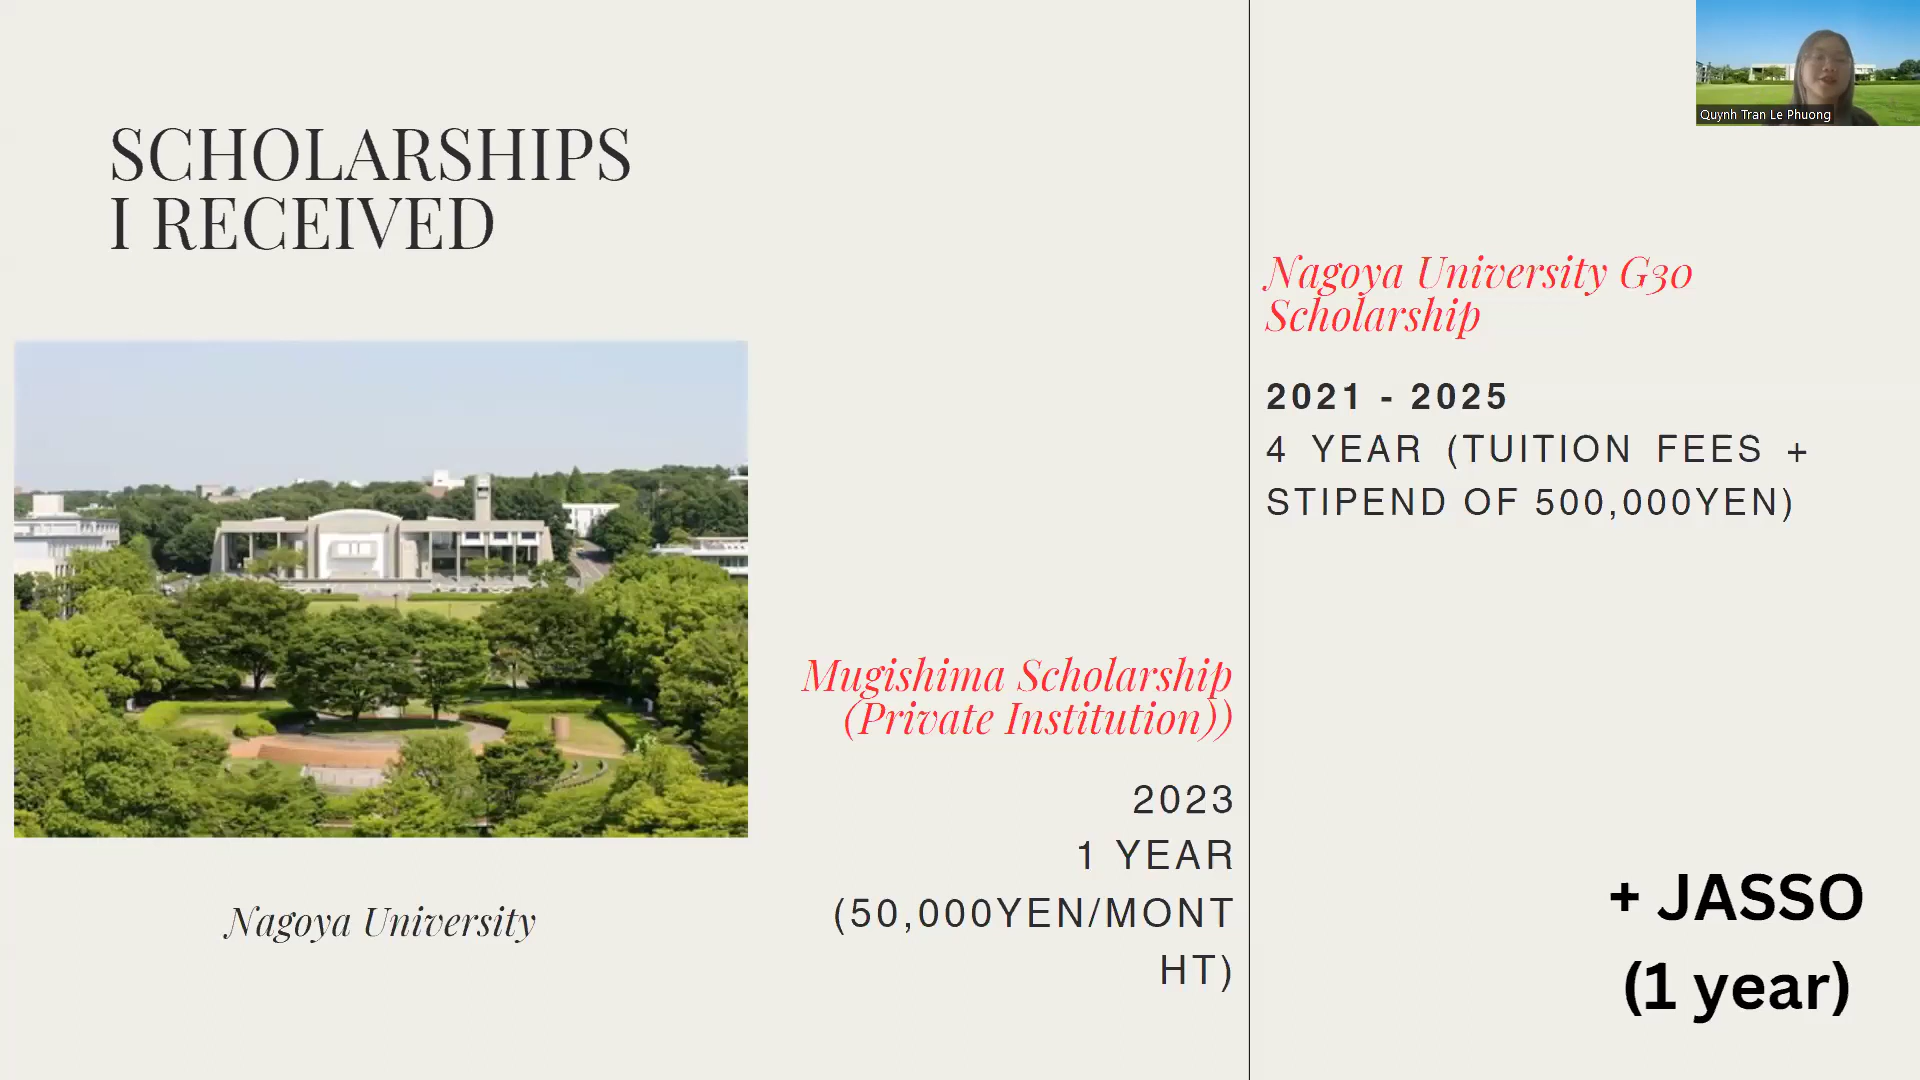 SCHOLARSHIPS
I RECEIVED
Nagoya University
Mugishima Scholarship
(Private Institution))
2023
1 YEAR
(50,000YEN/MONT
HT)
Quynh Tran Le Phuong
Nagoya University G30
Scholarship
2021 - 2025
4 YEAR (TUITION FEES +
STIPEND OF 500,000YEN)
+ JASSO
(1 year)